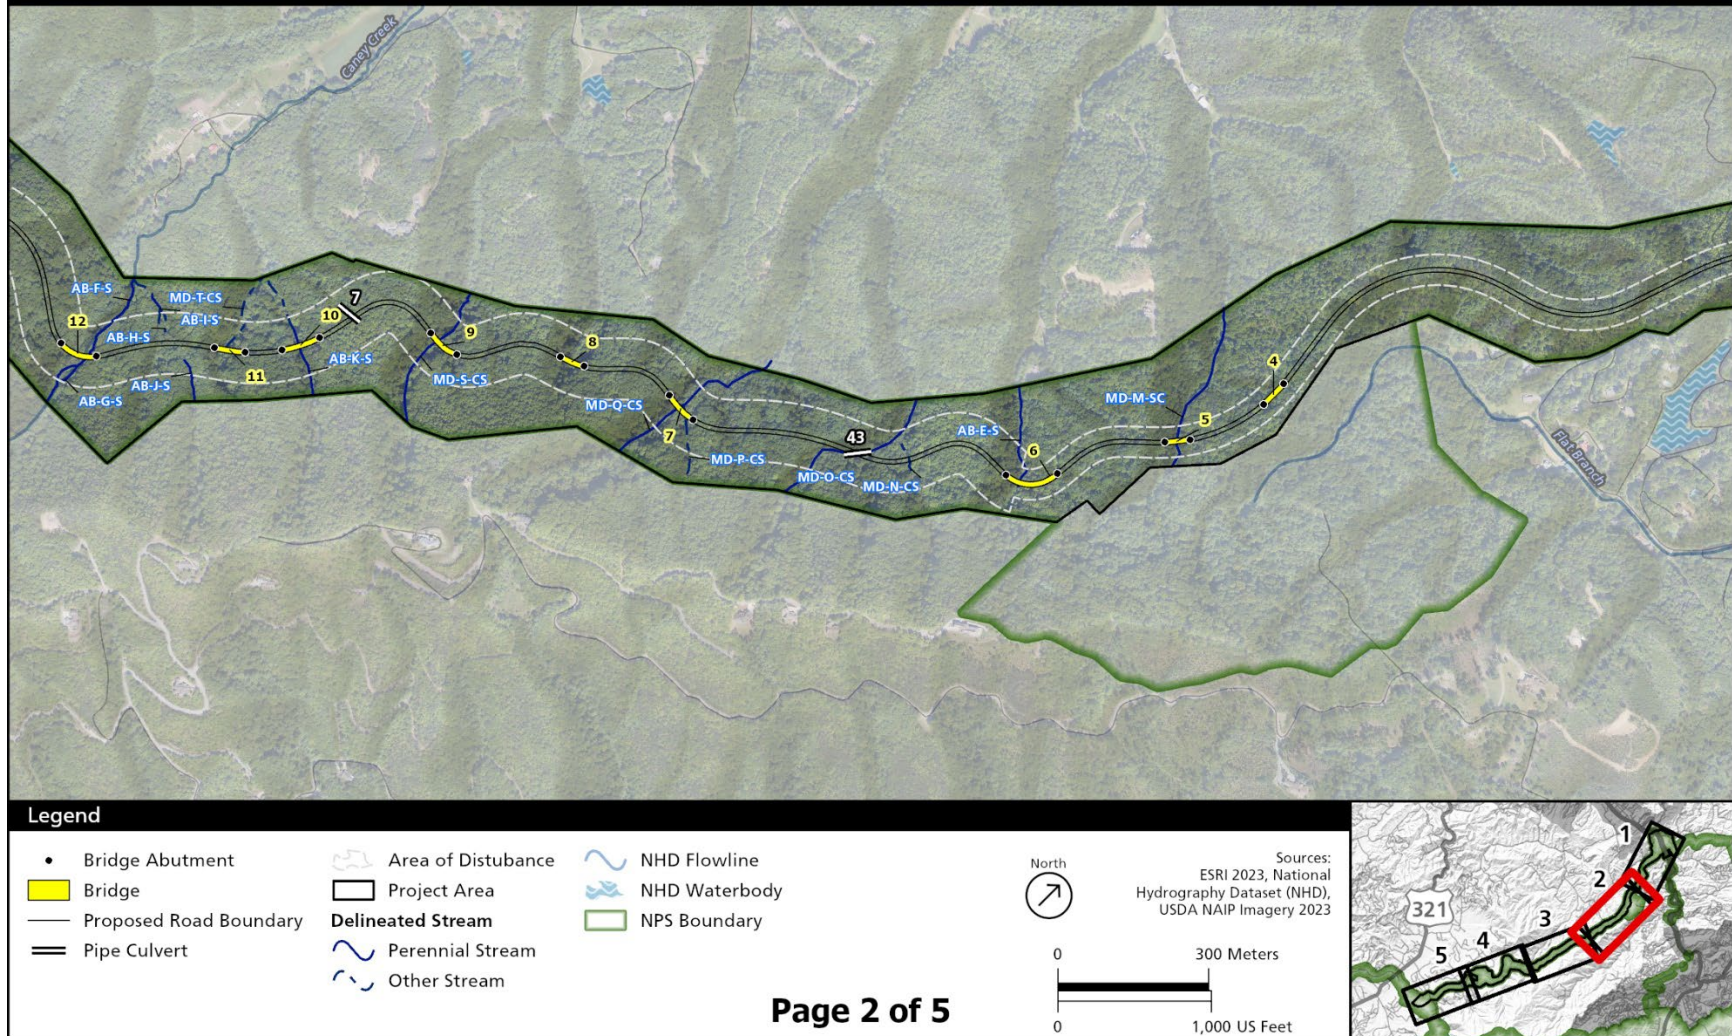 Caney Creek
AB-F-S
MD-T-CS
7
AB-I-S
12
10
AB-H-S
9
8
4
AB-K-S
11
MD-S-CS
AB-J-S
AB-G-S
MD-M-SC
MD-Q-CS
5
7
43
AB-E-S
6
MD-P-CS
MD-O-CS
MD-N-CS
Flat Branch
Legend
Bridge Abutment
Bridge
Proposed Road Boundary
Pipe Culvert
Area of Distubance
Project Area
Delineated Stream
Perennial Stream
Other Stream
NHD Flowline
NHD Waterbody
NPS Boundary
North
Sources:
ESRI 2023, National
Hydrography Dataset (NHD),
USDA NAIP Imagery 2023
0 300 Meters
0 1,000 US Feet
Page 2 of 5
1
2
321
3
4
5